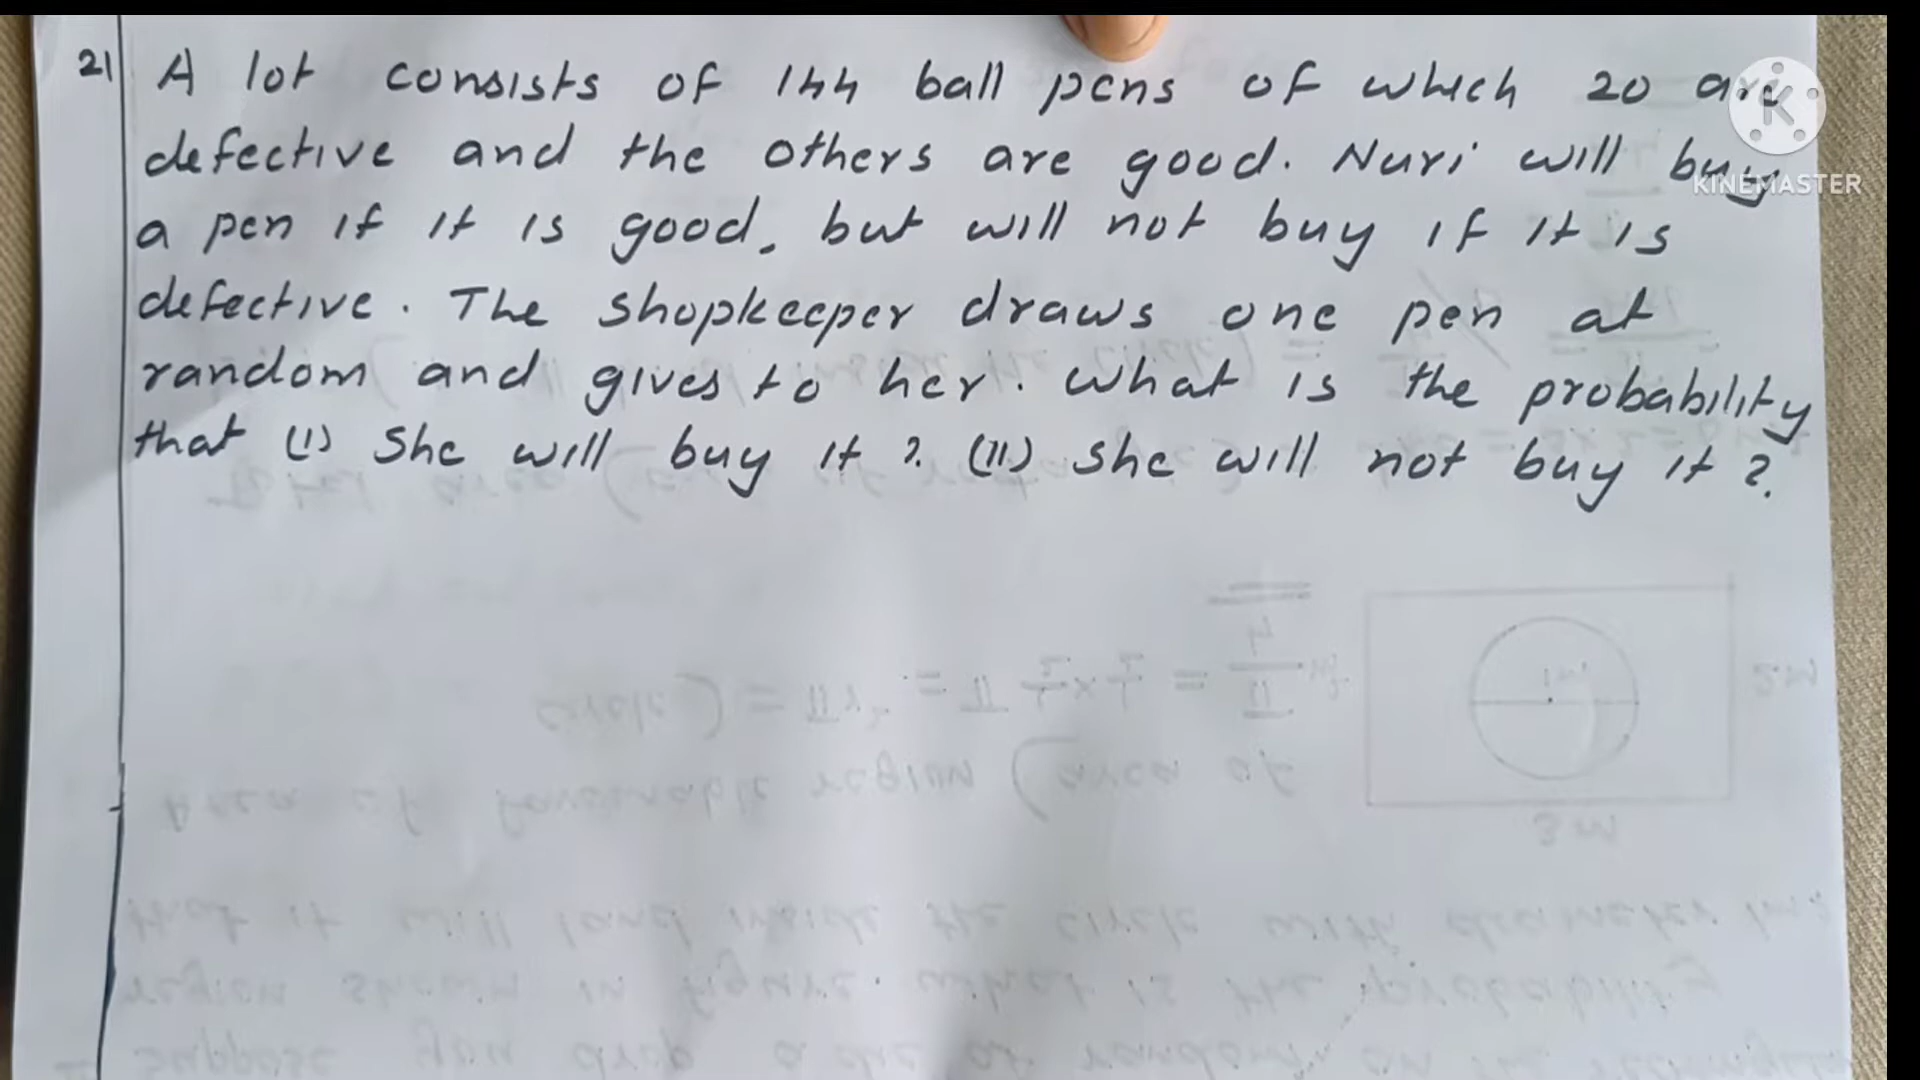 21 A lot consists of 144 ball pens of which 20 are
defective and the others are good. Nuri will buy
a pen if it is good, but will not buy if it is
defective. The shopkeeper draws one pen at
random and gives to her. What is the probability
that (I) She will buy it ? (II) She will not buy it ?
KINEMASTER